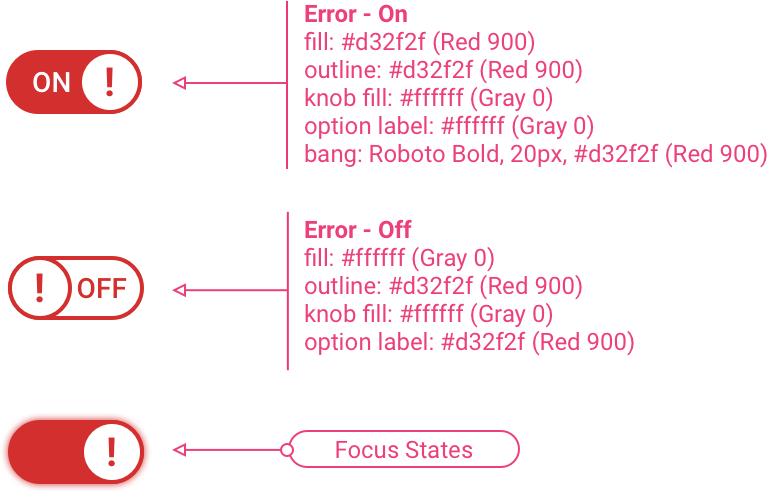 Error - On
fill: #d32f2f (Red 900)
outline: #d32f2f (Red 900)
ON !
knob fill: #ffffff (Gray 0)
option label: #ffffff (Gray 0)
bang: Roboto Bold, 20px, #d32f2f (Red 900)
Error - Off
fill: #ffffff (Gray 0)
outline: #d32f2f (Red 900)
! OFF
knob fill: #ffffff (Gray 0)
option label: #d32f2f (Red 900)
! Focus States